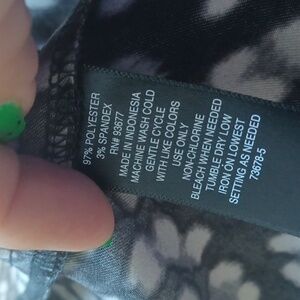 97% POLYESTER
3% SPANDEX
RN# 93677
MADE IN INDONESIA
MACHINE WASH COLD
GENTLE CYCLE
WITH LIKE COLORS
USE ONLY
NON-CHLORINE
BLEACH WHEN NEEDED
TUMBLE DRY LOW
IRON ON LOWEST
SETTING AS NEEDED
73678-5